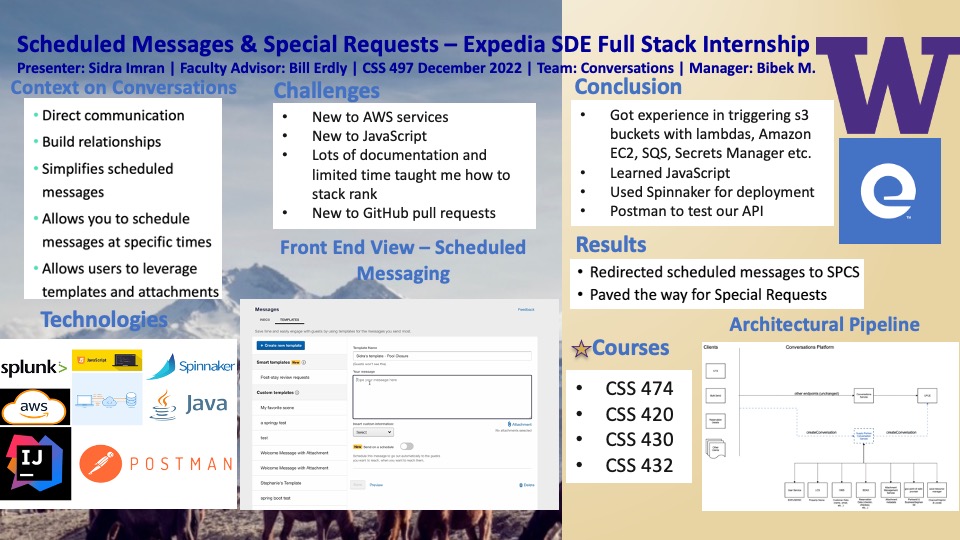 Scheduled Messages & Special Requests – Expedia SDE Full Stack Internship
Presenter: Sidra Imran | Faculty Advisor: Bill Erdly | CSS 497 December 2022 | Team: Conversations | Manager: Bibek M.
Context on Conversations
• Direct communication
• Build relationships
• Simplifies scheduled
messages
• Allows you to schedule
messages at specific times
• Allows users to leverage
templates and attachments
Technologies
splunk>
JavaScript
Spinnaker
aws
Java
IJ
POSTMAN
Challenges
• New to AWS services
• New to JavaScript
• Lots of documentation and
limited time taught me how to
stack rank
• New to GitHub pull requests
Front End View – Scheduled
Messaging
Messages
Feedback
TEMPLATES
Save time and easily engage with guests by using templates for the messages you send most.
+ Create new template
Smart templates New
Post-stay review requests
Custom templates
My favorite scene
a springy test
test
Welcome Message with Attachment
Welcome Message with Attachment
Stephanie's Template
spring boot test
Template Name
Sidra's template - Pool Closure
Your message
Type your message here
Insert custom information
Select
Attachment
No attachments selected
New Send on a schedule
Preview
Delete
Conclusion
• Got experience in triggering s3
buckets with lambdas, Amazon
EC2, SQS, Secrets Manager etc.
• Learned JavaScript
• Used Spinnaker for deployment
• Postman to test our API
W
e
Results
• Redirected scheduled messages to SPCS
• Paved the way for Special Requests
Courses
• CSS 474
• CSS 420
• CSS 430
• CSS 432
Architectural Pipeline
Clients
Conversations Platform
other endpoints (unchanged)
createConversation
createConversation